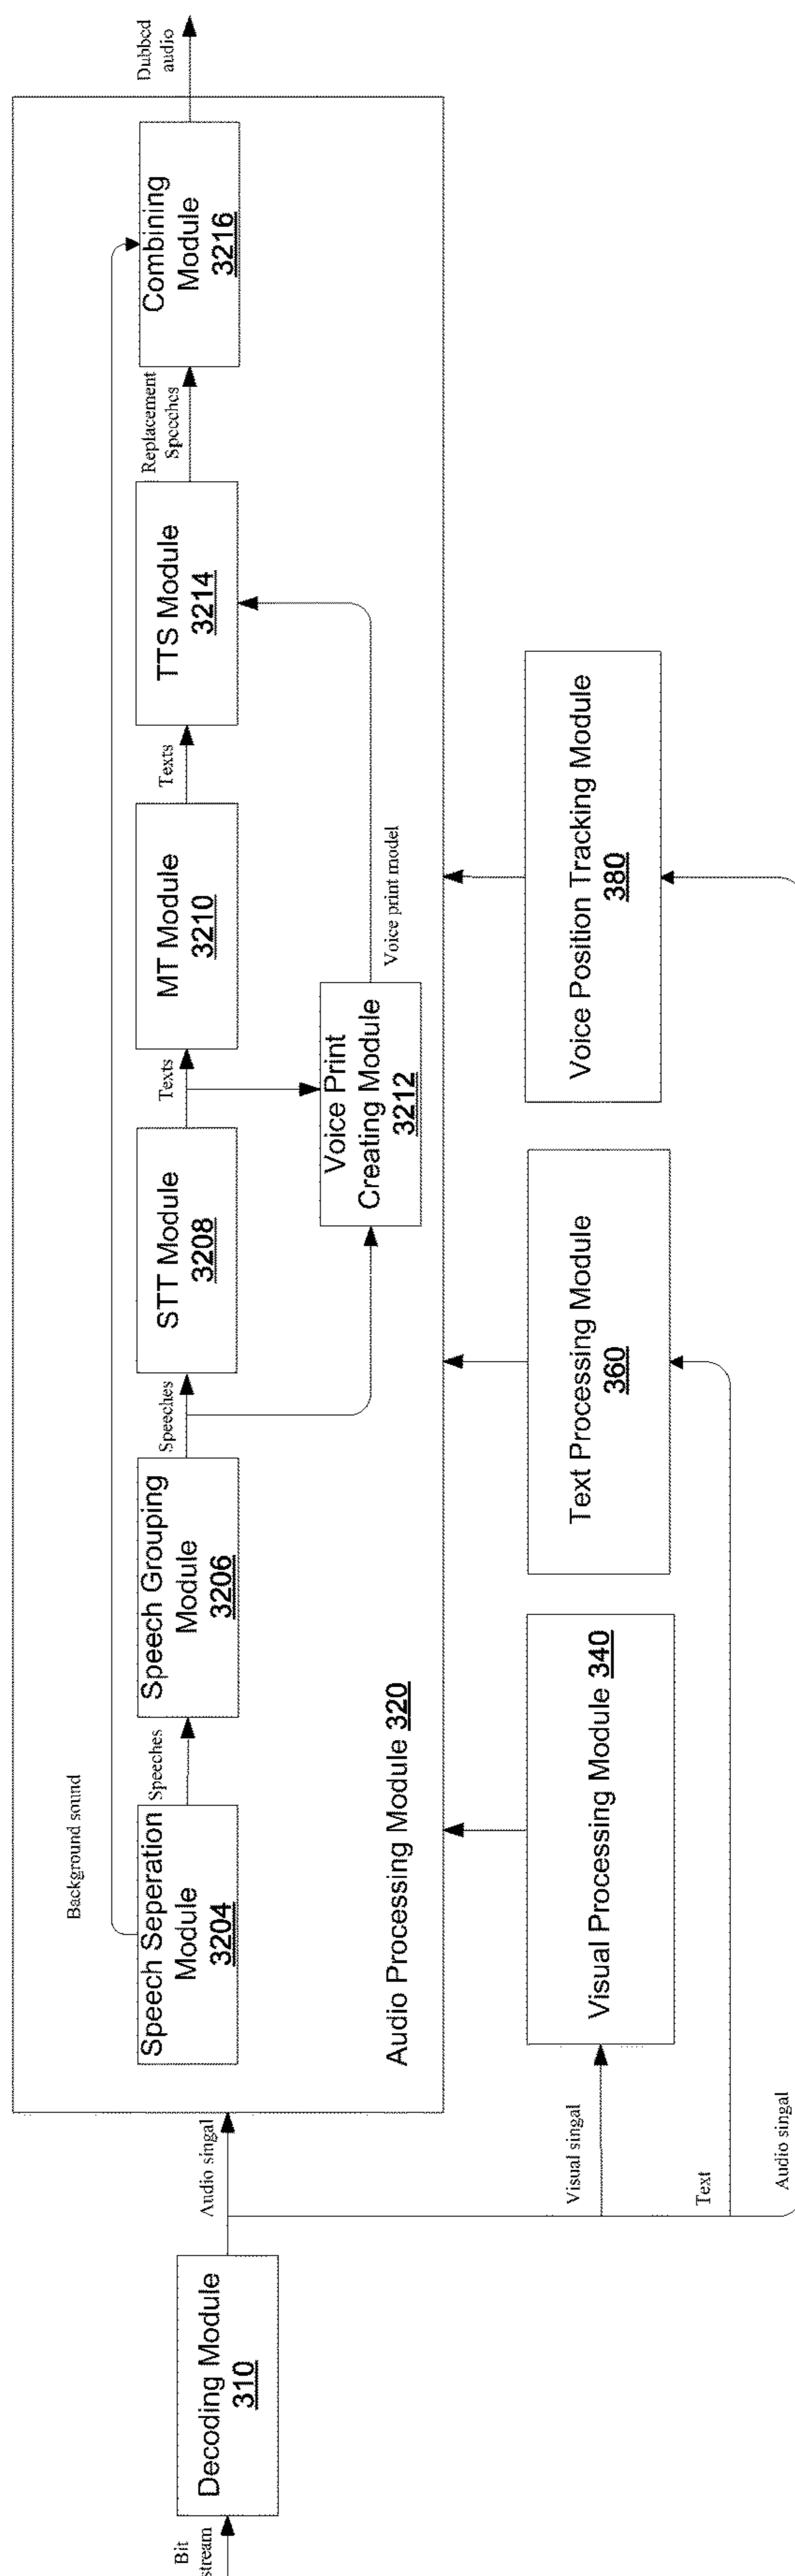 Bit
stream
Decoding Module
310
Audio singal
Visual singal
Text
Audio singal
Background sound
Speech Seperation
Module
3204
Speeches
Speech Grouping
Module
3206
Speeches
STT Module
3208
Texts
MT Module
3210
Texts
TTS Module
3214
Replacement
Speeches
Combining
Module
3216
Dubbed
audio
Voice Print
Creating Module
3212
Voice print model
Audio Processing Module 320
Visual Processing Module 340
Text Processing Module
360
Voice Position Tracking Module
380